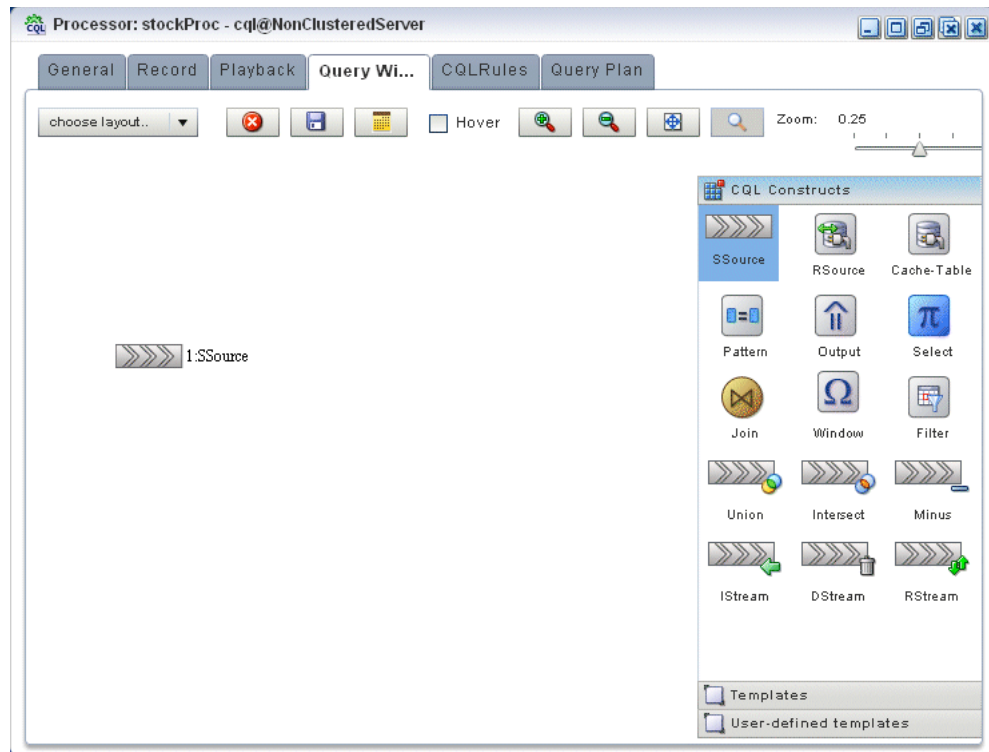 CQL
Processor: stockProc - cql@NonClusteredServer
General Record Playback Query Wi... CQLRules Query Plan
choose layout.. Hover Zoom: 0.25
CQL Constructs
SSource RSource Cache-Table
1:SSource
Pattern Output Select
Join Window Filter
Union Intersect Minus
IStream DStream RStream
Templates
User-defined templates